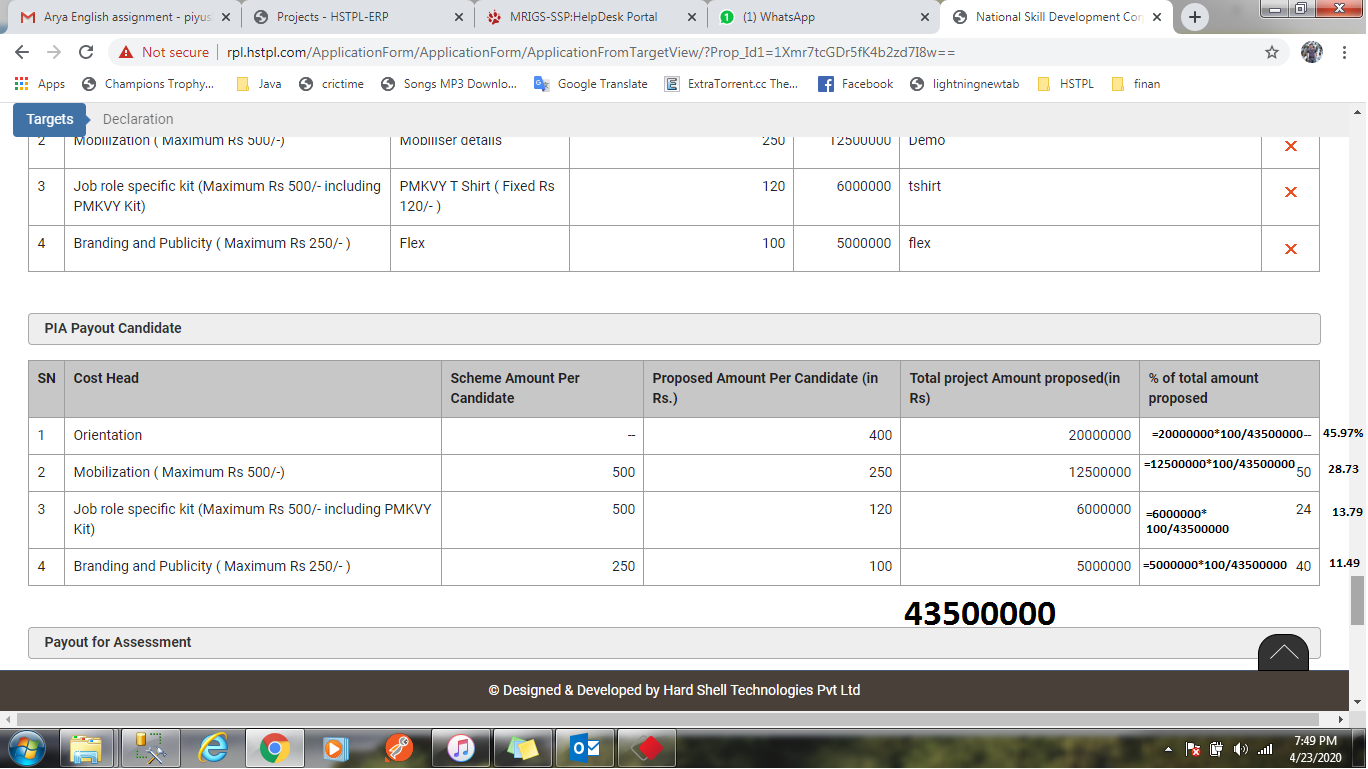 Arya English assignment - piyus
Projects - HSTPL-ERP
MRIGS-SSP:HelpDesk Portal
(1) WhatsApp
National Skill Development Cor
Not secure | rpl.hstpl.com/ApplicationForm/ApplicationForm/ApplicationFromTargetView/?Prop_Id1=1Xmr7tcGDr5fK4b2zd7I8w==
Apps
Champions Trophy...
Java
crictime
Songs MP3 Downlo...
Google Translate
ExtraTorrent.cc The...
Facebook
lightningnewtab
HSTPL
finan
Targets
Declaration
2 Mobilization ( Maximum Rs 500/-) Mobiliser details 250 12500000 Demo
3 Job role specific kit (Maximum Rs 500/- including PMKVY T Shirt ( Fixed Rs 120 6000000 tshirt
PMKVY Kit) 120/- )
4 Branding and Publicity ( Maximum Rs 250/- ) Flex 100 5000000 flex
PIA Payout Candidate
SN Cost Head Scheme Amount Per Proposed Amount Per Candidate (in Total project Amount proposed(in % of total amount
Candidate Rs.) Rs) proposed
1 Orientation -- 400 20000000 =20000000*100/43500000-- 45.97%
2 Mobilization ( Maximum Rs 500/-) 500 250 12500000 =12500000*100/43500000 50 28.73
3 Job role specific kit (Maximum Rs 500/- including PMKVY 500 120 6000000 =6000000* 24 13.79
Kit) 100/43500000
4 Branding and Publicity ( Maximum Rs 250/- ) 250 100 5000000 =5000000*100/43500000 40 11.49
43500000
Payout for Assessment
© Designed & Developed by Hard Shell Technologies Pvt Ltd
7:49 PM
4/23/2020